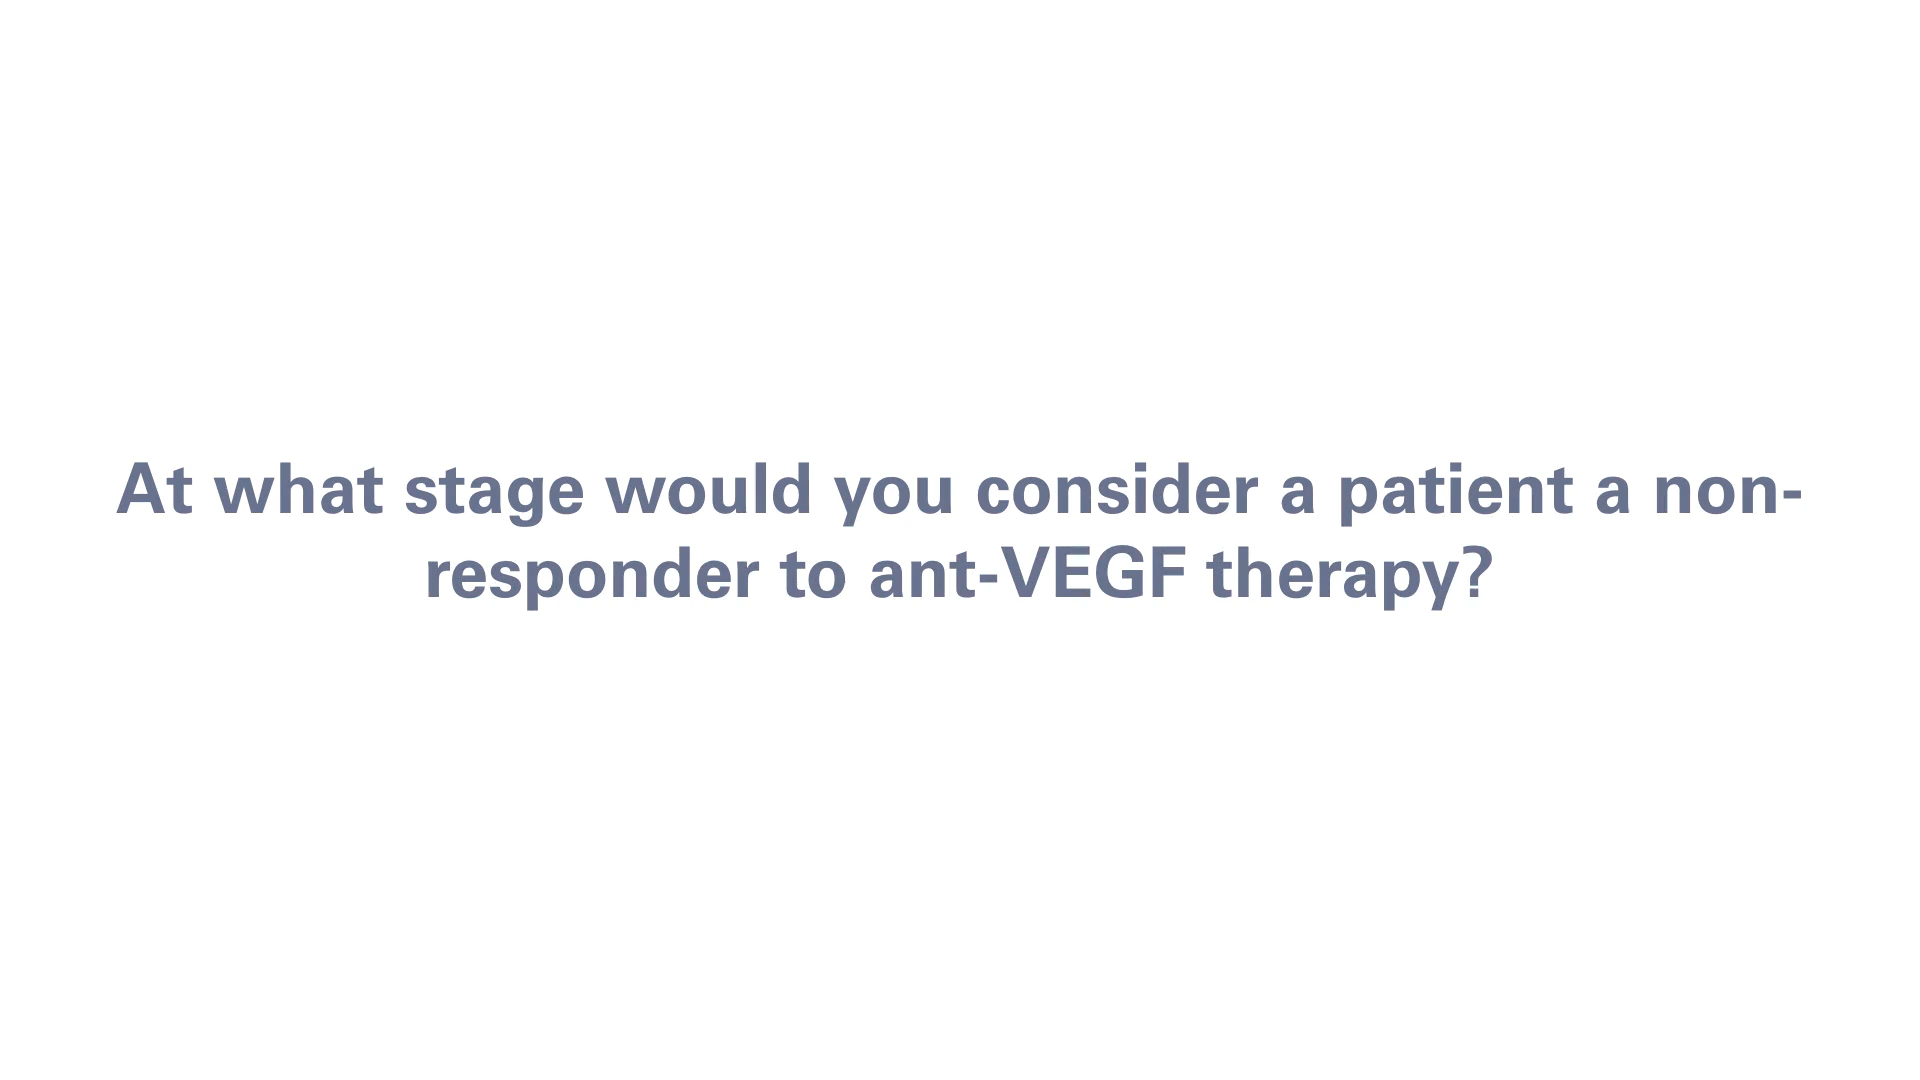 At what stage would you consider a patient a non-
responder to ant-VEGF therapy?